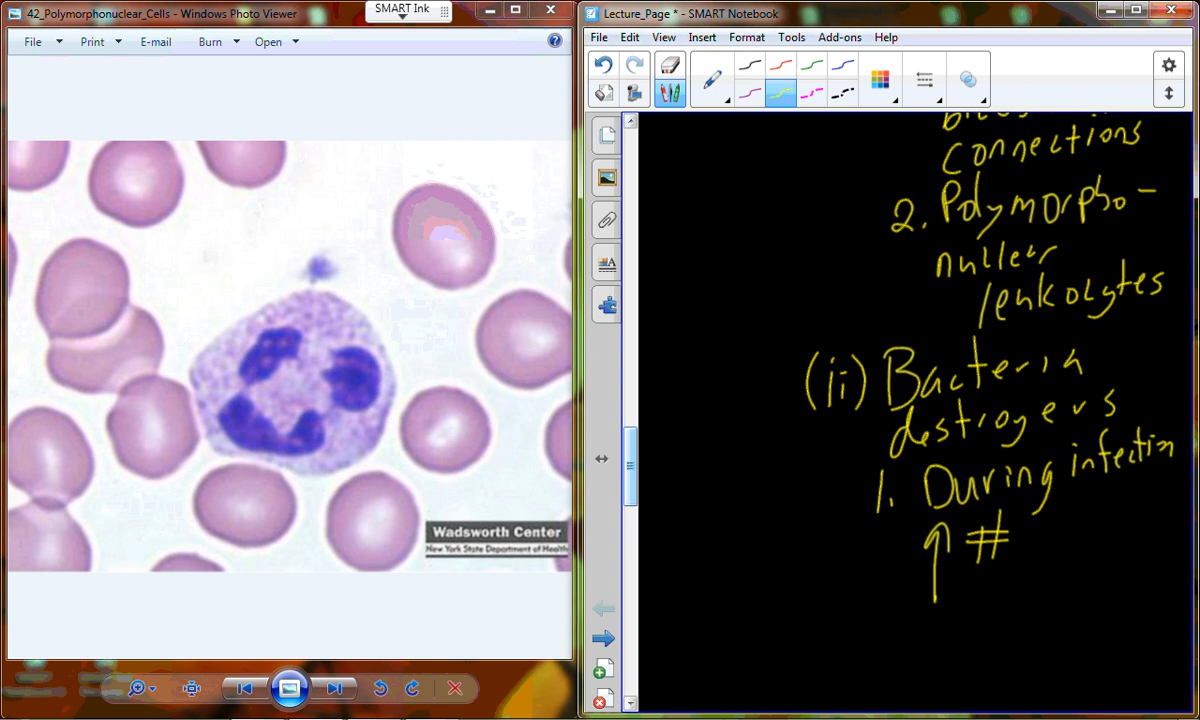 42_Polymorphonuclear_Cells - Windows Photo Viewer
SMART Ink
File Print E-mail Burn Open
Wadsworth Center
New York State Department of Health
Lecture_Page * - SMART Notebook
File Edit View Insert Format Tools Add-ons Help
connections
2. Polymorpho-
nuclear
leukocytes
(ii) Bacteria
destroyers
1. During infection
↑ #